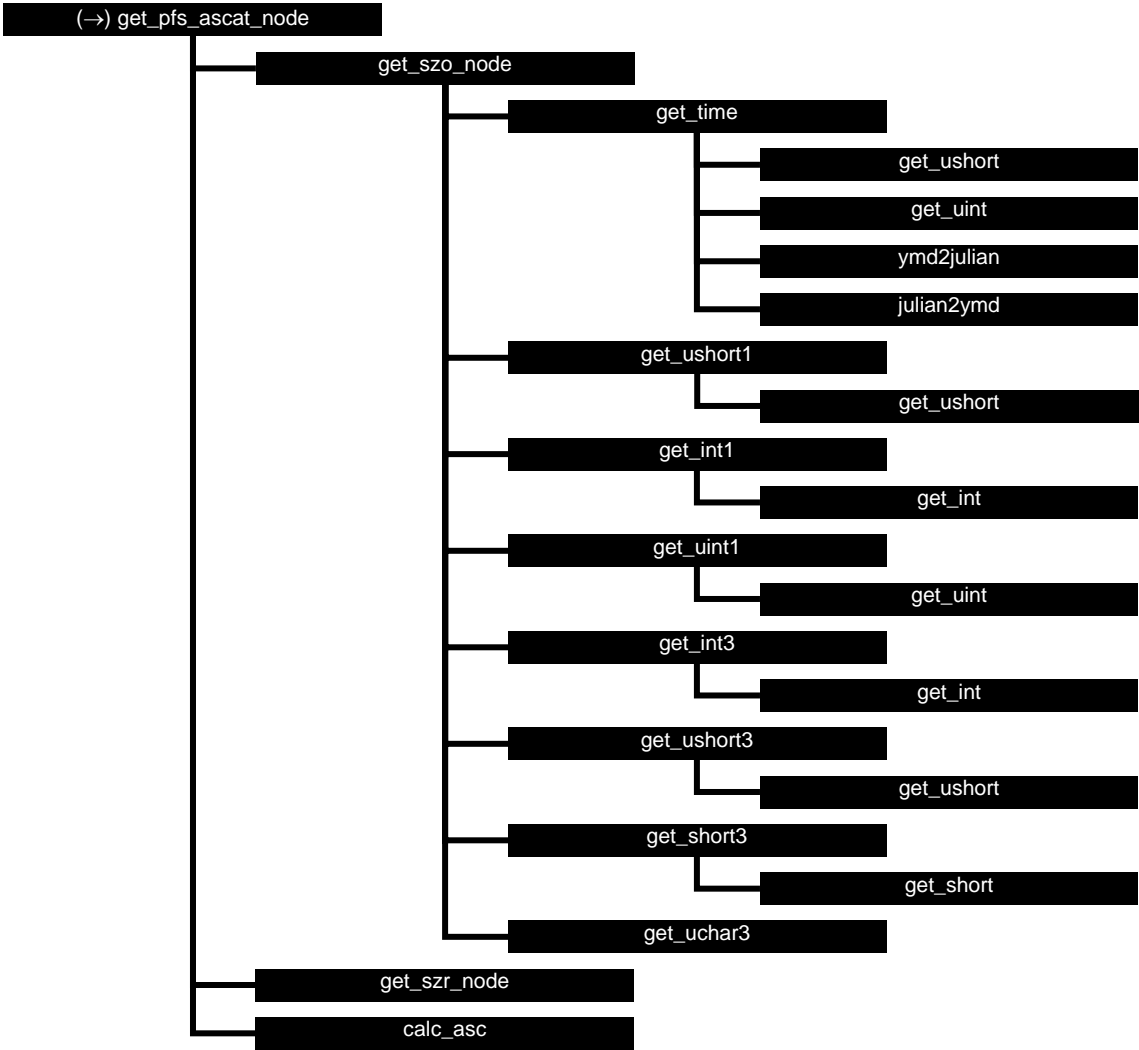 (→) get_pfs_ascat_node
get_szo_node
get_time
get_ushort
get_uint
ymd2julian
julian2ymd
get_ushort1
get_ushort
get_int1
get_int
get_uint1
get_uint
get_int3
get_int
get_ushort3
get_ushort
get_short3
get_short
get_uchar3
get_szr_node
calc_asc